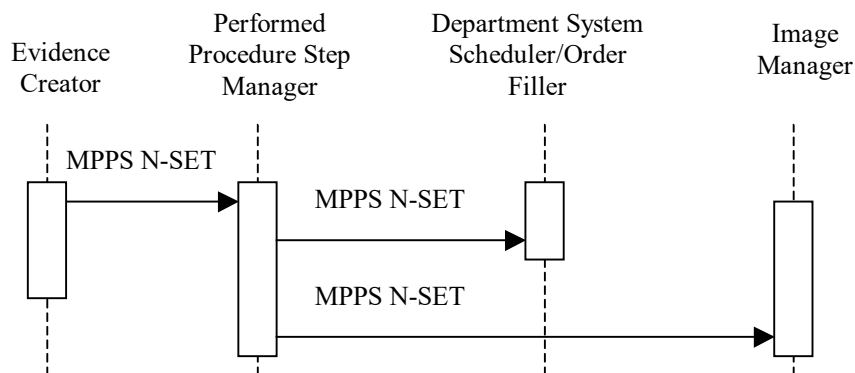 Evidence
Creator
Performed
Procedure Step
Manager
Department System
Scheduler/Order
Filler
Image
Manager
MPPS N-SET
MPPS N-SET
MPPS N-SET